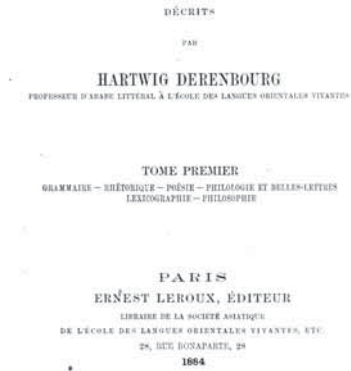 DÉCRITS
PAR
HARTWIG DERENBOURG
PROFESSEUR D'ARABE LITTÉRAL À L'ÉCOLE DES LANGUES ORIENTALES VIVANTES
TOME PREMIER
GRAMMAIRE — RHÉTORIQUE — POÉSIE — PHILOLOGIE ET BELLES-LETTRES
LEXICOGRAPHIE — PHILOSOPHIE
PARIS
ERNEST LEROUX, ÉDITEUR
LIBRAIRE DE LA SOCIÉTÉ ASIATIQUE
DE L'ÉCOLE DES LANGUES ORIENTALES VIVANTES, ETC.
28, RUE BONAPARTE, 28
1884